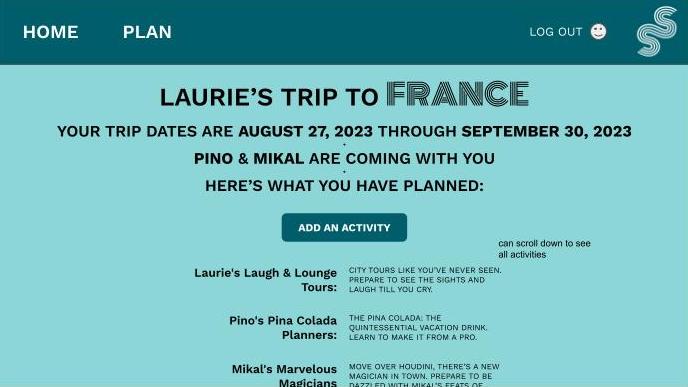 HOME PLAN LOG OUT
LAURIE'S TRIP TO FRANCE
YOUR TRIP DATES ARE AUGUST 27, 2023 THROUGH SEPTEMBER 30, 2023
PINO & MIKAL ARE COMING WITH YOU
HERE'S WHAT YOU HAVE PLANNED:
ADD AN ACTIVITY
can scroll down to see
all activities
Laurie's Laugh & Lounge
Tours:
CITY TOURS LIKE YOU'VE NEVER SEEN.
PREPARE TO SEE THE SIGHTS AND
LAUGH TILL YOU CRY.
Pino's Pina Colada
Planners:
THE PINA COLADA: THE
QUINTESSENTIAL VACATION DRINK.
LEARN TO MAKE IT FROM A PRO.
Mikal's Marvelous
Magicians
MOVE OVER HOUDINI, THERE'S A NEW
MAGICIAN IN TOWN. PREPARE TO BE
DAZZLED WITH MIKAL'S FEATS OF